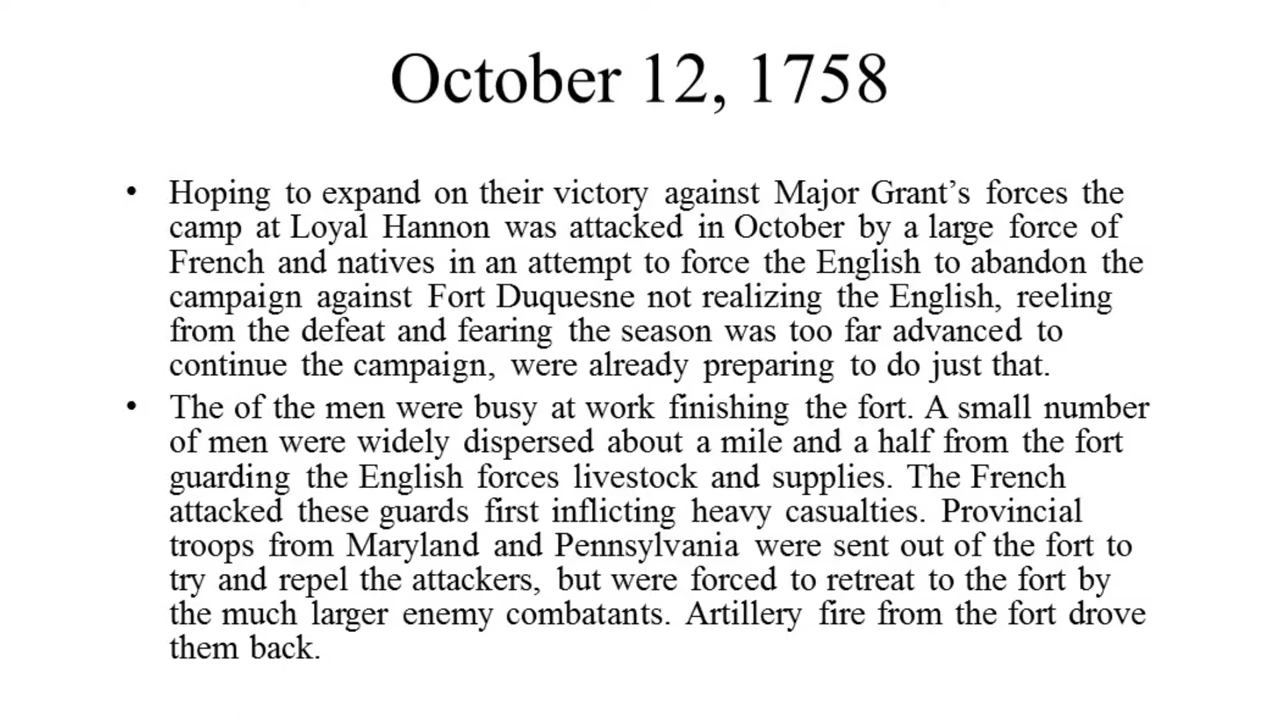 October 12, 1758
• Hoping to expand on their victory against Major Grant’s forces the
camp at Loyal Hannon was attacked in October by a large force of
French and natives in an attempt to force the English to abandon the
campaign against Fort Duquesne not realizing the English, reeling
from the defeat and fearing the season was too far advanced to
continue the campaign, were already preparing to do just that.
• The of the men were busy at work finishing the fort. A small number
of men were widely dispersed about a mile and a half from the fort
guarding the English forces livestock and supplies. The French
attacked these guards first inflicting heavy casualties. Provincial
troops from Maryland and Pennsylvania were sent out of the fort to
try and repel the attackers, but were forced to retreat to the fort by
the much larger enemy combatants. Artillery fire from the fort drove
them back.